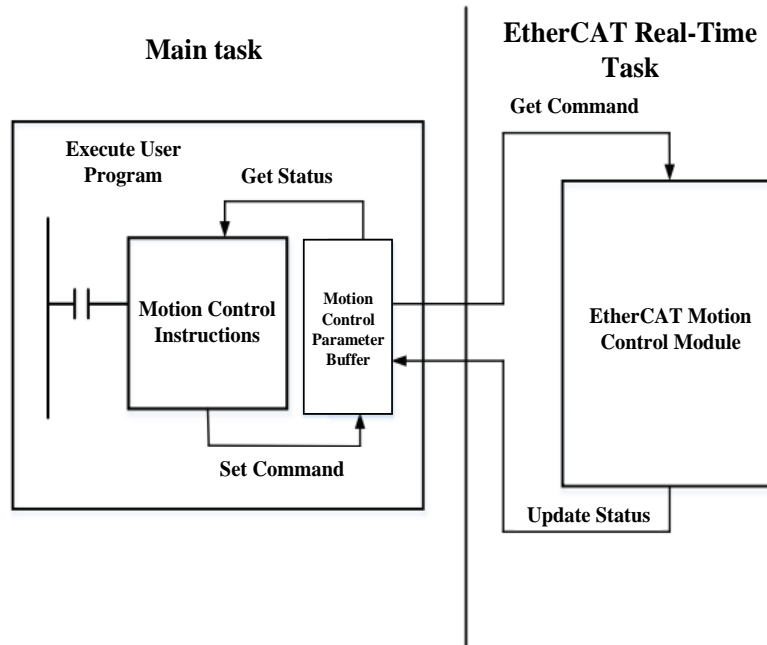 Main task
EtherCAT Real-Time
Task
Get Command
Execute User
Program
Get Status
Motion Control
Instructions
Motion
Control
Parameter
Buffer
EtherCAT Motion
Control Module
Set Command
Update Status